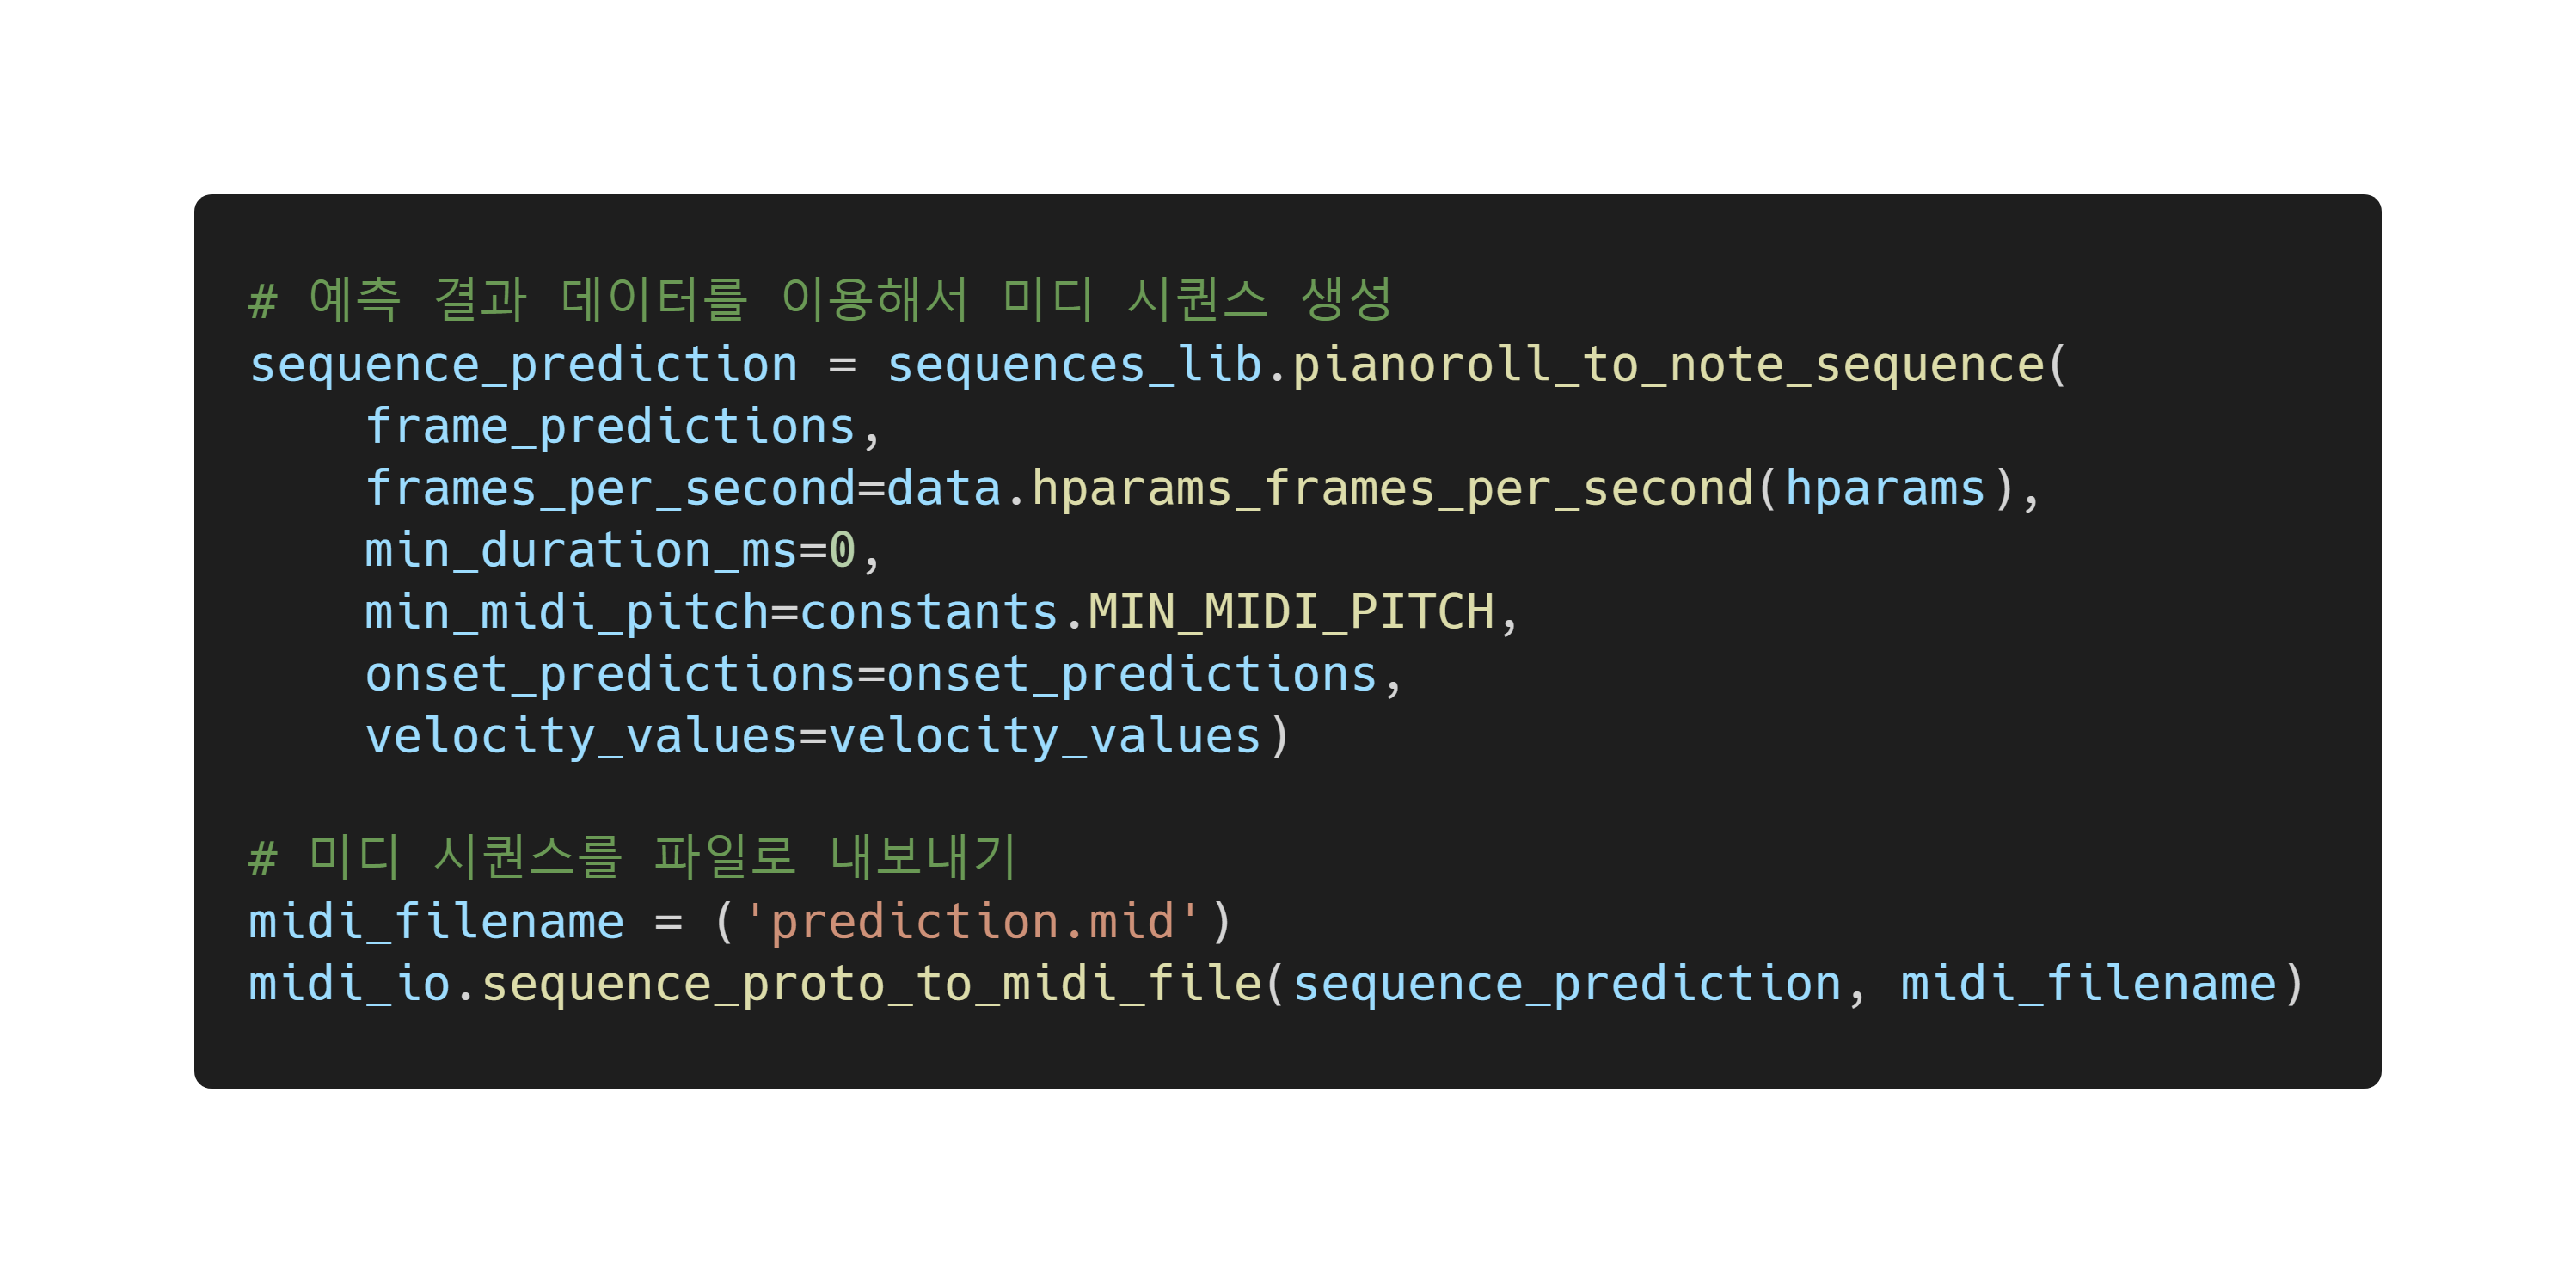 # 예측 결과 데이터를 이용해서 미디 시퀀스 생성
sequence_prediction = sequences_lib.pianoroll_to_note_sequence(
    frame_predictions,
    frames_per_second=data.hparams_frames_per_second(hparams),
    min_duration_ms=0,
    min_midi_pitch=constants.MIN_MIDI_PITCH,
    onset_predictions=onset_predictions,
    velocity_values=velocity_values)

# 미디 시퀀스를 파일로 내보내기
midi_filename = ('prediction.mid')
midi_io.sequence_proto_to_midi_file(sequence_prediction, midi_filename)